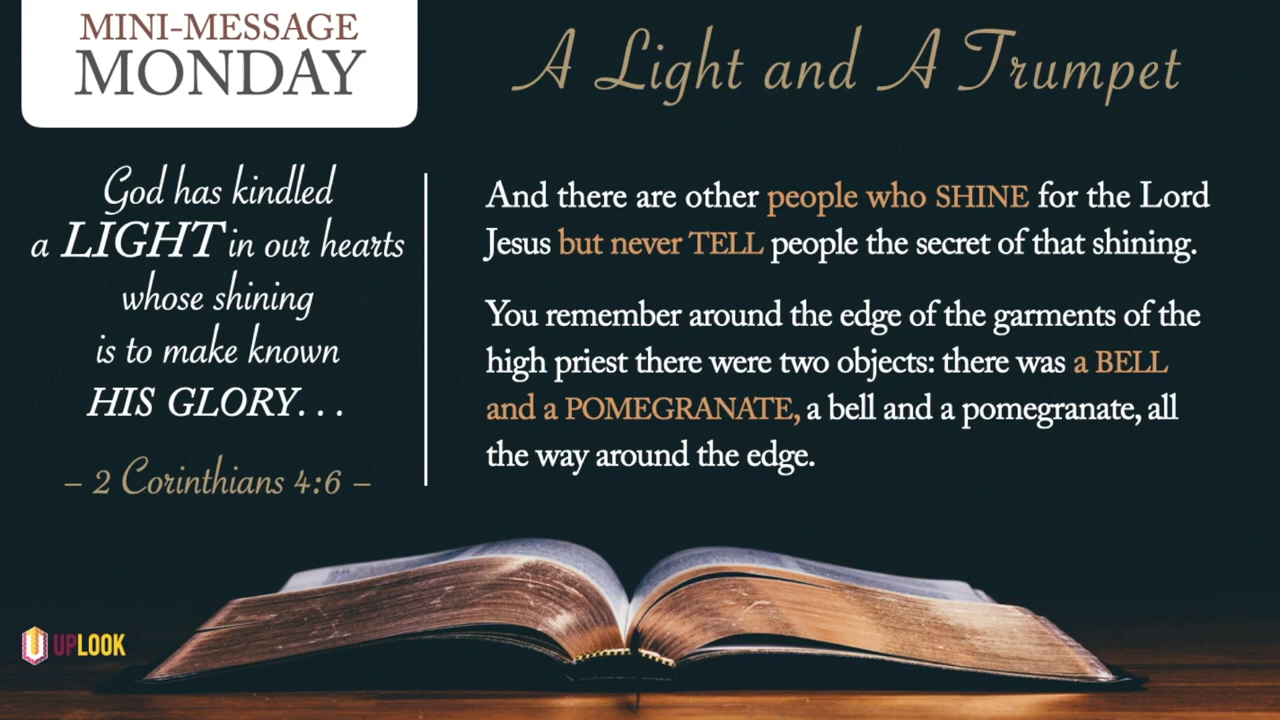 MINI-MESSAGE
MONDAY
A Light and A Trumpet
God has kindled
a LIGHT in our hearts
whose shining
is to make known
HIS GLORY. . .
– 2 Corinthians 4:6 –
And there are other people who SHINE for the Lord
Jesus but never TELL people the secret of that shining.
You remember around the edge of the garments of the
high priest there were two objects: there was a BELL
and a POMEGRANATE, a bell and a pomegranate, all
the way around the edge.
UPLOOK